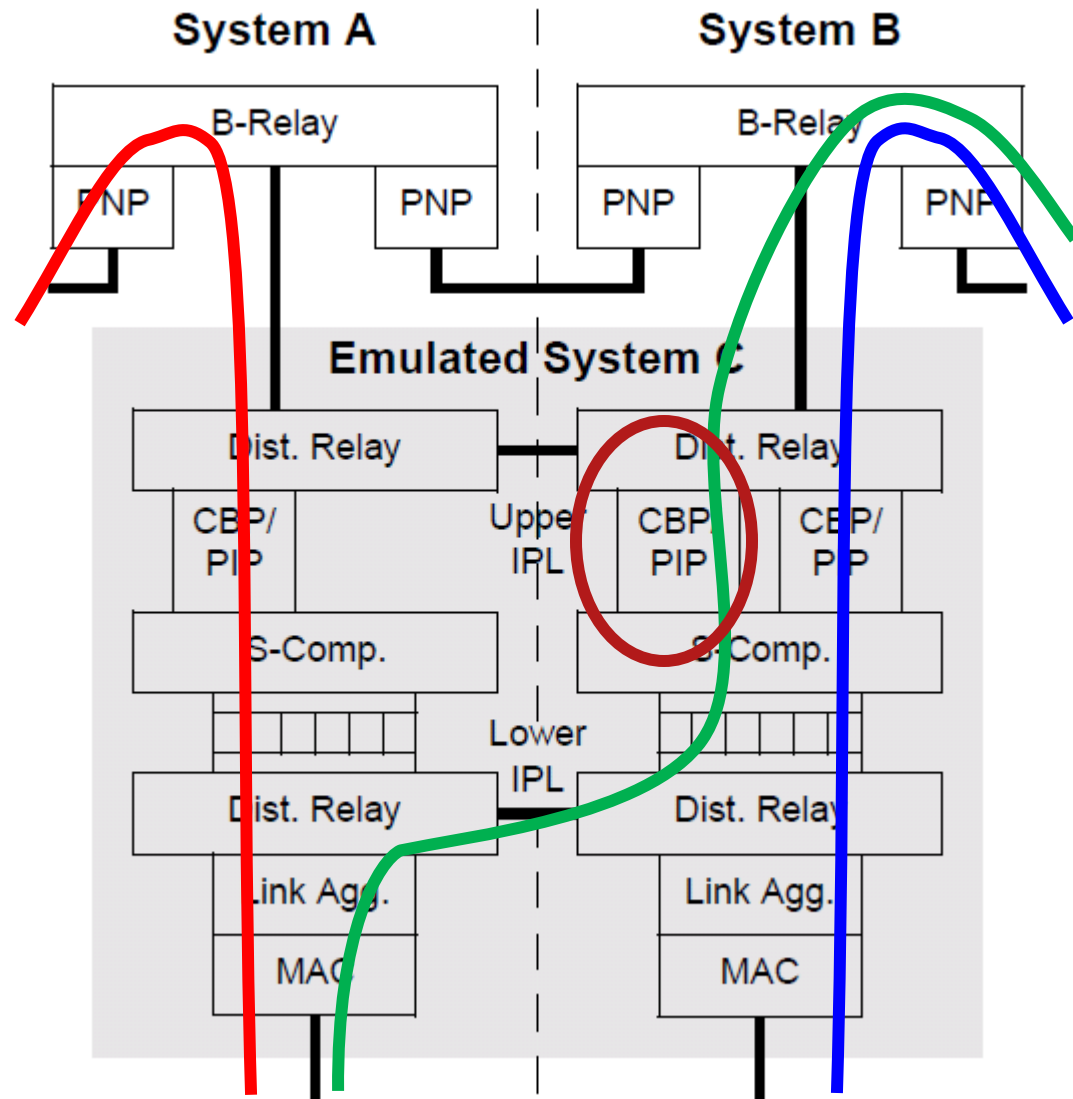 System A
System B
B-Relay
B-Relay
PNP
PNP
PNP
PNP
Emulated System C
Dist. Relay
Dist. Relay
CBP/
PIP
Upper
IPL
CBP/
PIP
CBP/
PIP
S-Comp.
S-Comp.
Lower
IPL
Dist. Relay
Dist. Relay
Link Agg.
Link Agg.
MAC
MAC